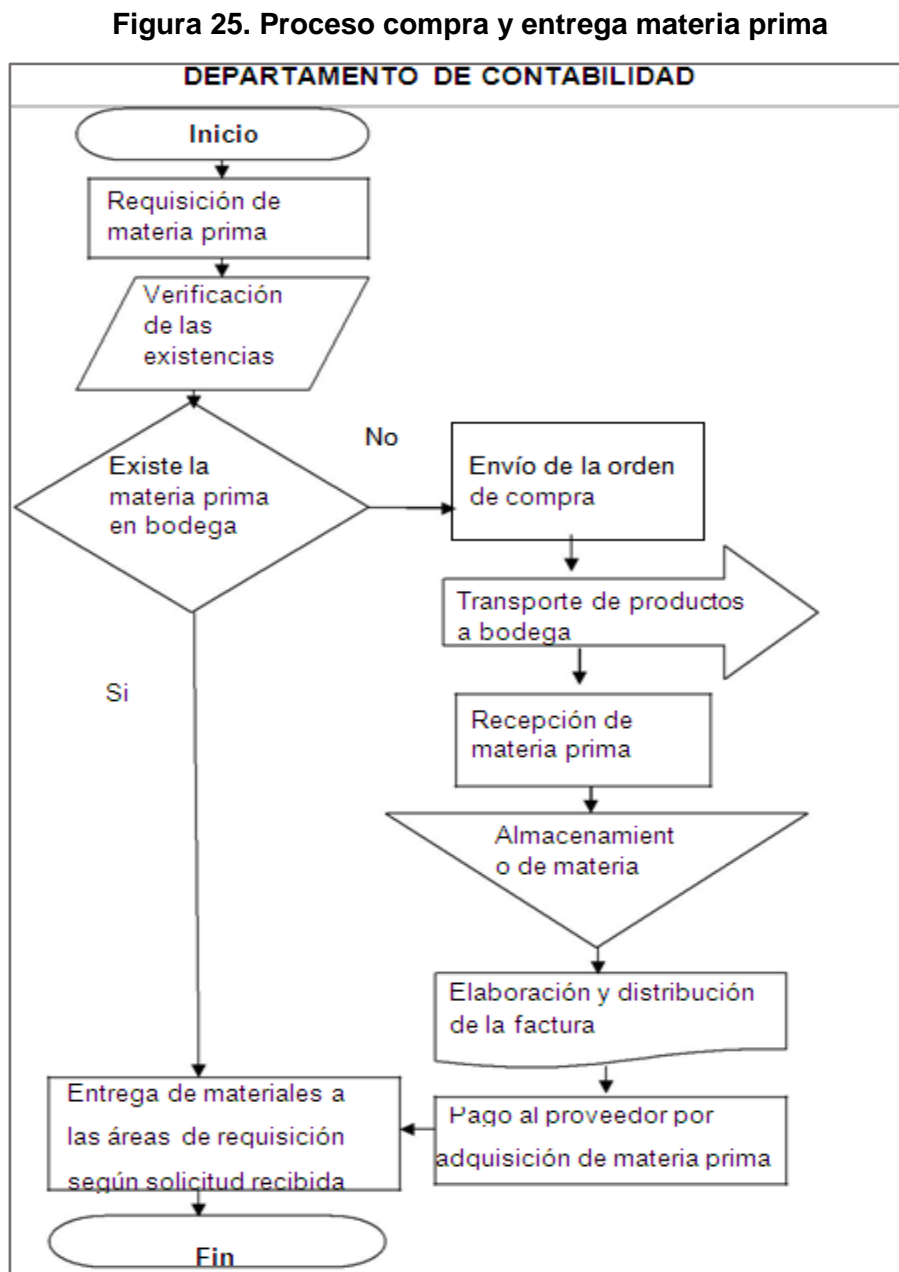 Figura 25. Proceso compra y entrega materia prima
DEPARTAMENTO DE CONTABILIDAD
Inicio
Requisición de
materia prima
Verificación
de las
existencias
Existe la
materia prima
en bodega
No
Envío de la orden
de compra
Transporte de productos
a bodega
Si
Recepción de
materia prima
Almacenamient
o de materia
Elaboración y distribución
de la factura
Pago al proveedor por
adquisición de materia prima
Entrega de materiales a
las áreas de requisición
según solicitud recibida
Fin